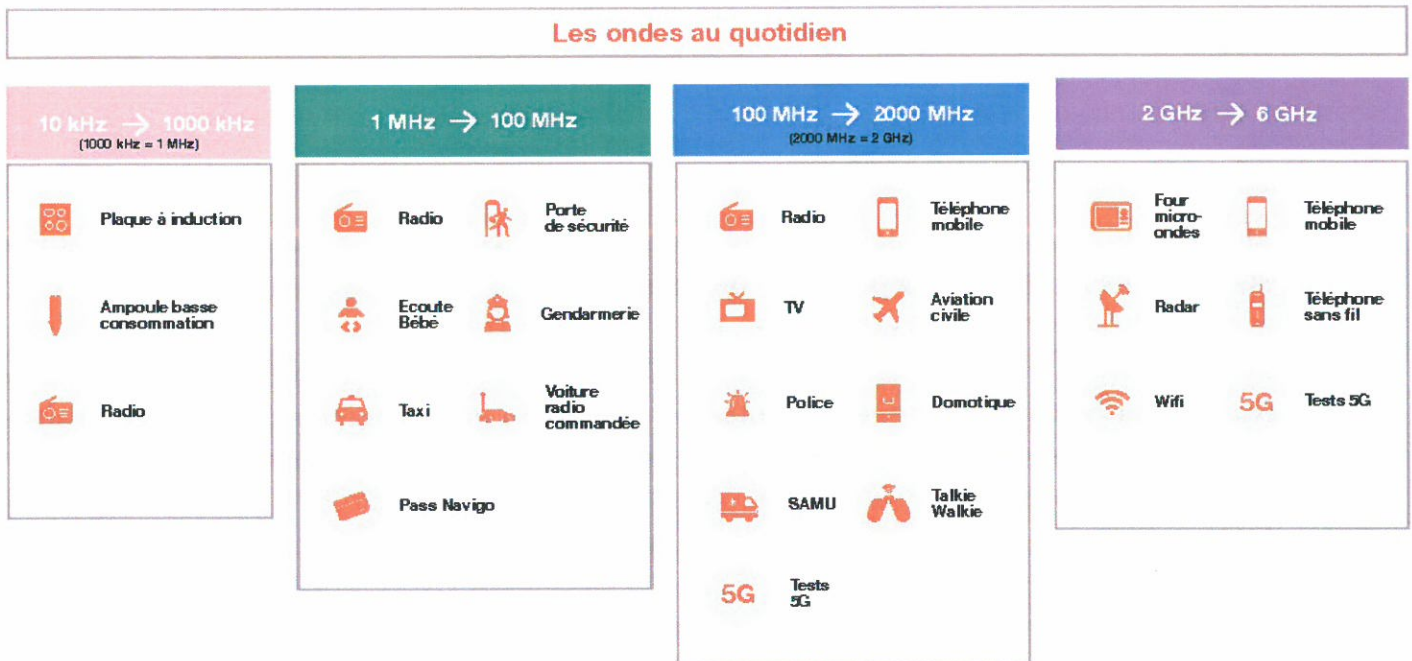 Les ondes au quotidien
10 kHz → 1000 kHz
(1000 kHz = 1 MHz)
Plaque à induction
Ampoule basse
consommation
Radio
1 MHz → 100 MHz
Radio
Porte
de sécurité
Ecoute
Bébé
Gendarmerie
Taxi
Voiture
radio
commandée
Pass Navigo
100 MHz → 2000 MHz
(2000 MHz = 2 GHz)
Radio
Téléphone
mobile
TV
Aviation
civile
Police
Domotique
SAMU
Talkie
Walkie
5G
Tests
5G
2 GHz → 6 GHz
Four
micro-
ondes
Téléphone
mobile
Radar
Téléphone
sans fil
Wifi
5G
Tests 5G